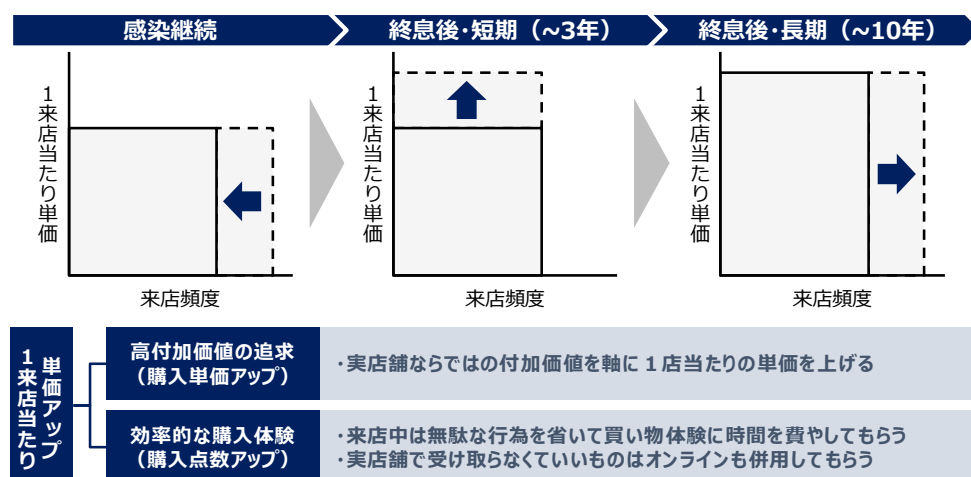 感染継続
終息後・短期（~3年）
終息後・長期（~10年）
1来店当たり単価
来店頻度
1来店当たり単価
来店頻度
1来店当たり単価
来店頻度
1来店当たり
単価アップ
高付加価値の追求
（購入単価アップ）
・実店舗ならではの付加価値を軸に１店当たりの単価を上げる
効率的な購入体験
（購入点数アップ）
・来店中は無駄な行為を省いて買い物体験に時間を費やしてもらう
・実店舗で受け取らなくていいものはオンラインも併用してもらう